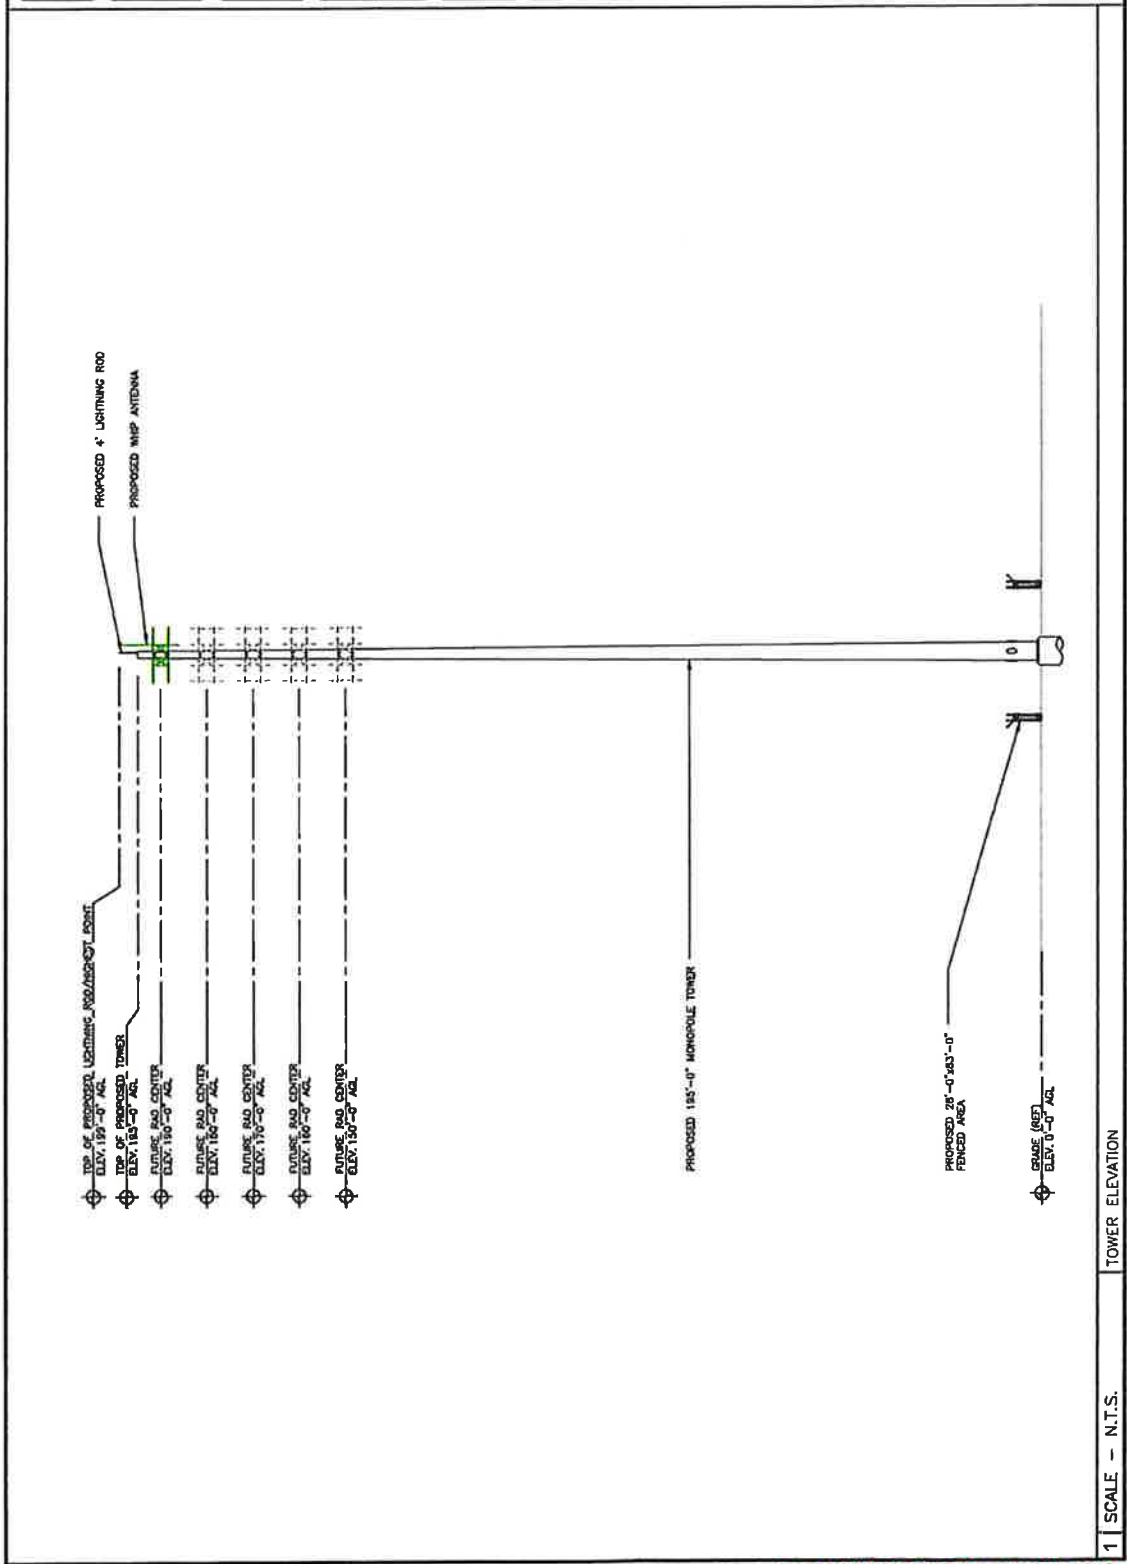 PROPOSED 4' LIGHTNING ROD
PROPOSED WHIP ANTENNA
TOP OF PROPOSED LIGHTNING ROD/HIGHEST POINT
ELEV. 199'-0" AGL
TOP OF PROPOSED TOWER
ELEV. 195'-0" AGL
FUTURE RAD CENTER
ELEV. 190'-0" AGL
FUTURE RAD CENTER
ELEV. 180'-0" AGL
FUTURE RAD CENTER
ELEV. 170'-0" AGL
FUTURE RAD CENTER
ELEV. 160'-0" AGL
FUTURE RAD CENTER
ELEV. 150'-0" AGL
PROPOSED 195'-0" MONOPOLE TOWER
PROPOSED 28'-0"x83'-0"
FENCED AREA
GRADE (REF)
ELEV. 0'-0" AGL
1 SCALE - N.T.S.
TOWER ELEVATION